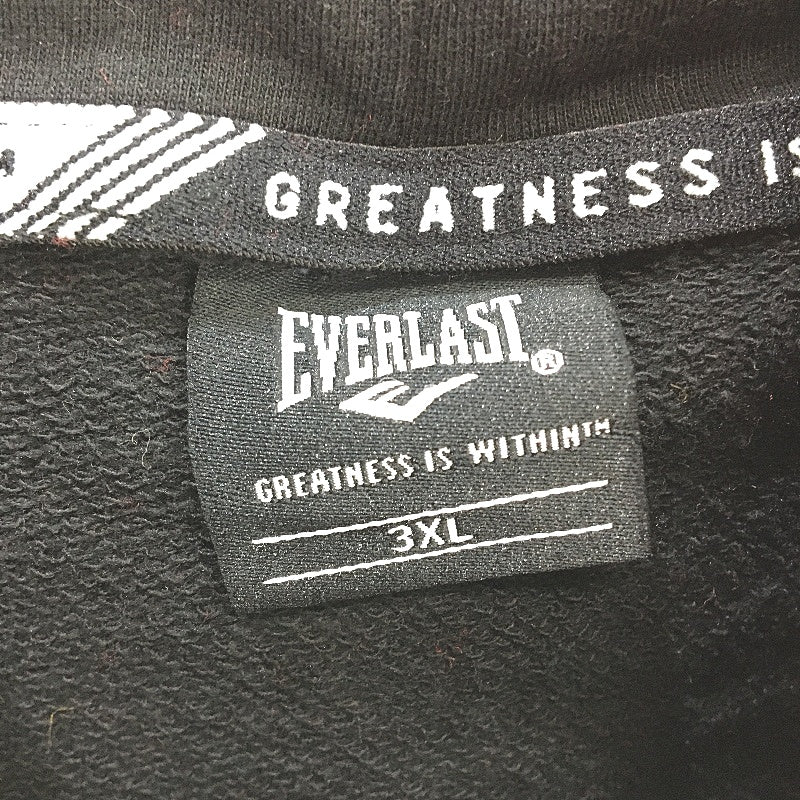 GREATNESS IS
EVERLAST®
GREATNESS IS WITHIN™
3XL